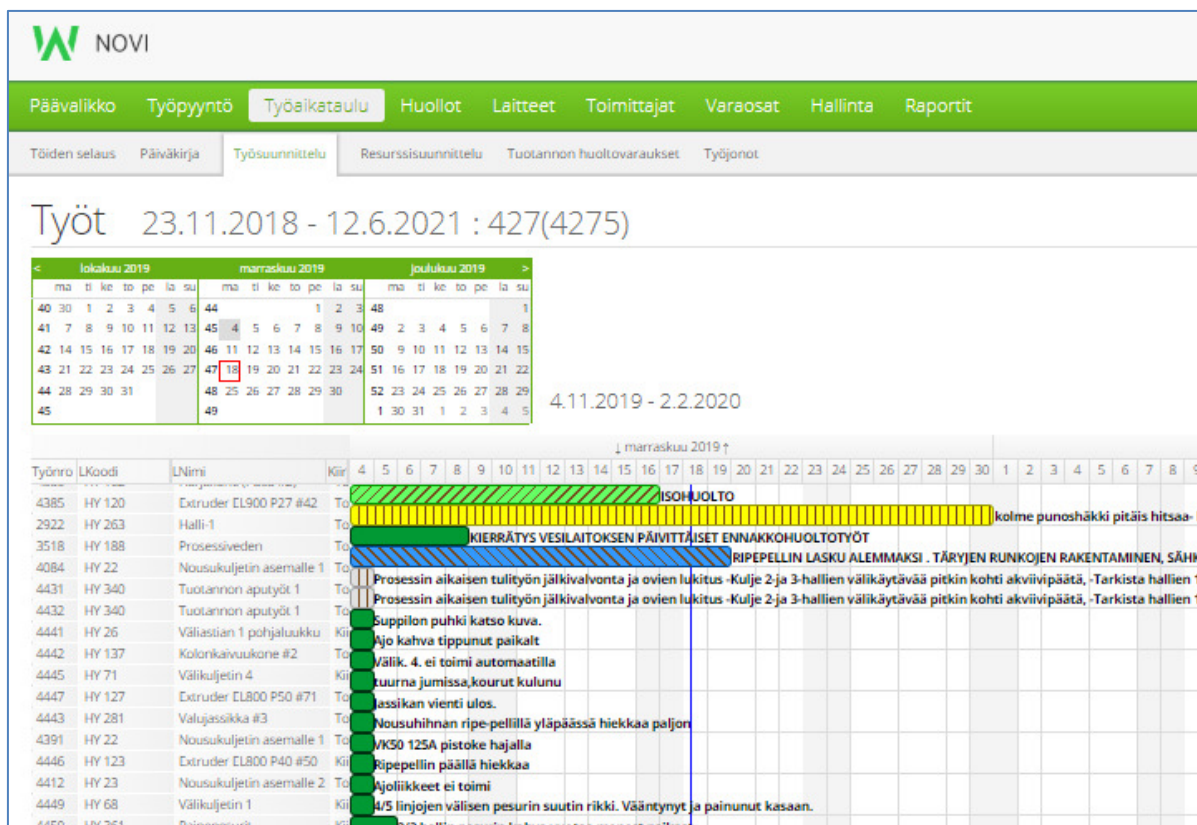 NOVI
Päävalikko Työpyyntö Työaikataulu Huollot Laitteet Toimittajat Varaosat Hallinta Raportit
Töiden selaus Päiväkirja Työsuunnittelu Resurssisuunnittelu Tuotannon huoltovaraukset Työjonot
Työt 23.11.2018 - 12.6.2021 : 427(4275)
< lokakuu 2019 marraskuu 2019 joulukuu 2019 >
ma ti ke to pe la su ma ti ke to pe la su ma ti ke to pe la su
40 30 1 2 3 4 5 6 44 1 2 3 48 1
41 7 8 9 10 11 12 13 45 4 5 6 7 8 9 10 49 2 3 4 5 6 7 8
42 14 15 16 17 18 19 20 46 11 12 13 14 15 16 17 50 9 10 11 12 13 14 15
43 21 22 23 24 25 26 27 47 18 19 20 21 22 23 24 51 16 17 18 19 20 21 22
44 28 29 30 31 48 25 26 27 28 29 30 52 23 24 25 26 27 28 29
45 49 1 30 31 1 2 3 4 5
4.11.2019 - 2.2.2020
↓ marraskuu 2019 ↑
Työnro LKoodi LNimi Kiir 4 5 6 7 8 9 10 11 12 13 14 15 16 17 18 19 20 21 22 23 24 25 26 27 28 29 30 1 2 3 4 5 6 7 8 9
4385 HY 120 Extruder EL900 P27 #42 To ISOHUOLTO
2922 HY 263 Halli-1 To kolme punoshäkki pitäis hitsaa-
3518 HY 188 Prosessiveden To KIERRÄTYS VESILAITOKSEN PÄIVITTÄISET ENNAKKOHUOLTOTYÖT
4084 HY 22 Nousukuljetin asemalle 1 To RIPEPELLIN LASKU ALEMMAKSI . TÄRYJEN RUNKOJEN RAKENTAMINEN, SÄHK
4431 HY 340 Tuotannon aputyöt 1 To Prosessin aikaisen tulityön jälkivalvonta ja ovien lukitus -Kulje 2-ja 3-hallien välikäytävää pitkin kohti akviivipäätä, -Tarkista hallien 1
4432 HY 340 Tuotannon aputyöt 1 To Prosessin aikaisen tulityön jälkivalvonta ja ovien lukitus -Kulje 2-ja 3-hallien välikäytävää pitkin kohti akviivipäätä, -Tarkista hallien 1
4441 HY 26 Väliastian 1 pohjaluukku Kii Suppilon puhki katso kuva.
4442 HY 137 Kolonkaivuukone #2 To Ajo kahva tippunut paikalt
4445 HY 71 Välikuljetin 4 Kii Välik. 4. ei toimi automaatilla
4447 HY 127 Extruder EL800 P50 #71 To tuurna jumissa,kourut kulunu
4443 HY 281 Valujassikka #3 To Jassikan vienti ulos.
4391 HY 22 Nousukuljetin asemalle 1 To Nousuhihnan ripe-pellillä yläpäässä hiekkaa paljon
4446 HY 123 Extruder EL800 P40 #50 Kii VK50 125A pistoke hajalla
4412 HY 23 Nousukuljetin asemalle 2 To Ripepellin päällä hiekkaa
4449 HY 68 Välikuljetin 1 Kii Ajoliikkeet ei toimi
4/5 linjojen välisen pesurin suutin rikki. Vääntynyt ja painunut kasaan.